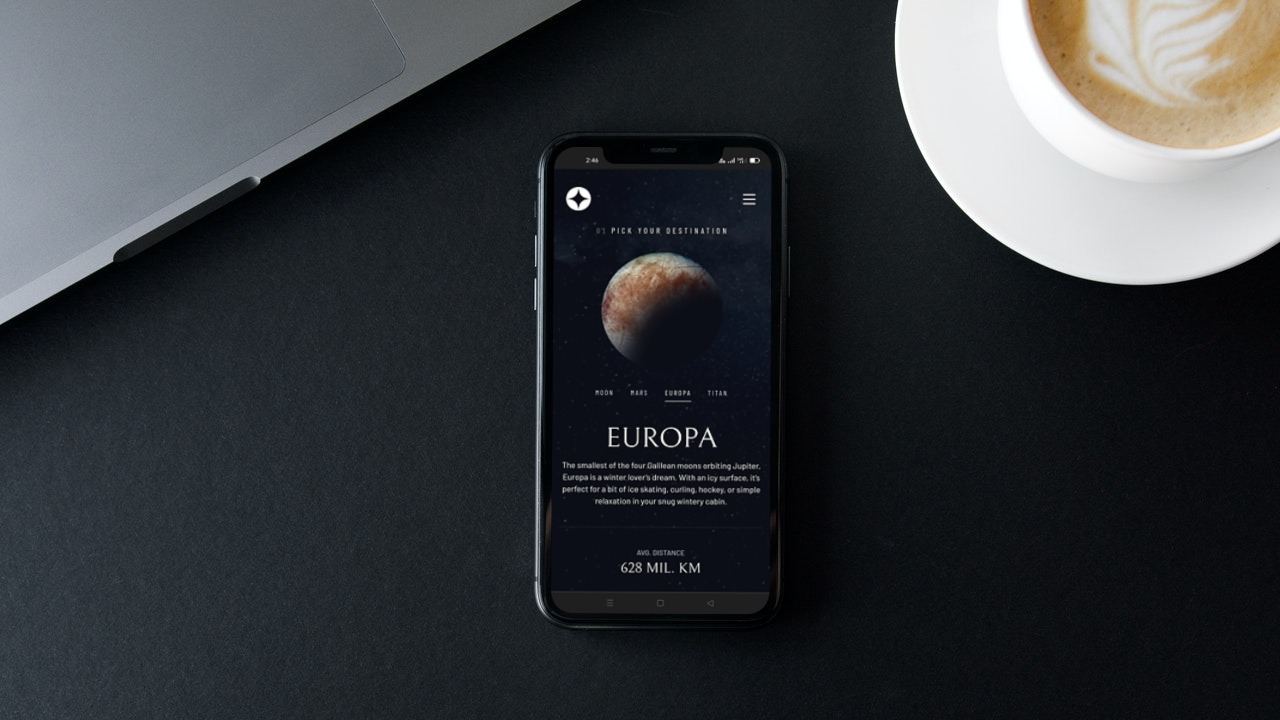 2:46
01 PICK YOUR DESTINATION
MOON MARS EUROPA TITAN
EUROPA
The smallest of the four Galilean moons orbiting Jupiter,
Europa is a winter lover's dream. With an icy surface, it's
perfect for a bit of ice skating, curling, hockey, or simple
relaxation in your snug wintery cabin.
AVG. DISTANCE
628 MIL. KM